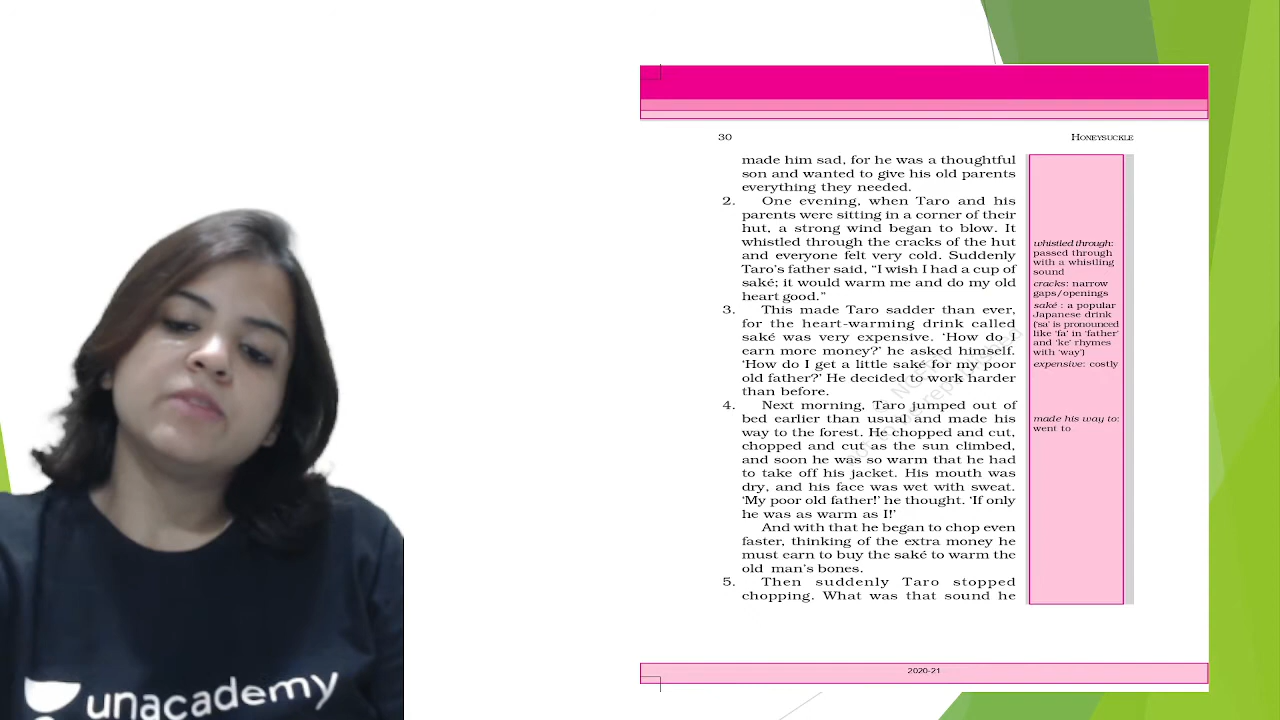 30
HONEYSUCKLE
made him sad, for he was a thoughtful
son and wanted to give his old parents
everything they needed.
2. One evening, when Taro and his
parents were sitting in a corner of their
hut, a strong wind began to blow. It
whistled through the cracks of the hut
and everyone felt very cold. Suddenly
Taro's father said, “I wish I had a cup of
saké; it would warm me and do my old
heart good.”
3. This made Taro sadder than ever,
for the heart-warming drink called
saké was very expensive. ‘How do I
earn more money?’ he asked himself.
‘How do I get a little saké for my poor
old father?’ He decided to work harder
than before.
4. Next morning, Taro jumped out of
bed earlier than usual and made his
way to the forest. He chopped and cut,
chopped and cut as the sun climbed,
and soon he was so warm that he had
to take off his jacket. His mouth was
dry, and his face was wet with sweat.
‘My poor old father!’ he thought. ‘If only
he was as warm as I!’
And with that he began to chop even
faster, thinking of the extra money he
must earn to buy the saké to warm the
old man's bones.
5. Then suddenly Taro stopped
chopping. What was that sound he
whistled through:
passed through
with a whistling
sound
cracks: narrow
gaps/openings
saké : a popular
Japanese drink
(‘sa’ is pronounced
like ‘fa’ in ‘father’
and ‘ke’ rhymes
with ‘way’)
expensive: costly
made his way to:
went to
2020-21
unacademy